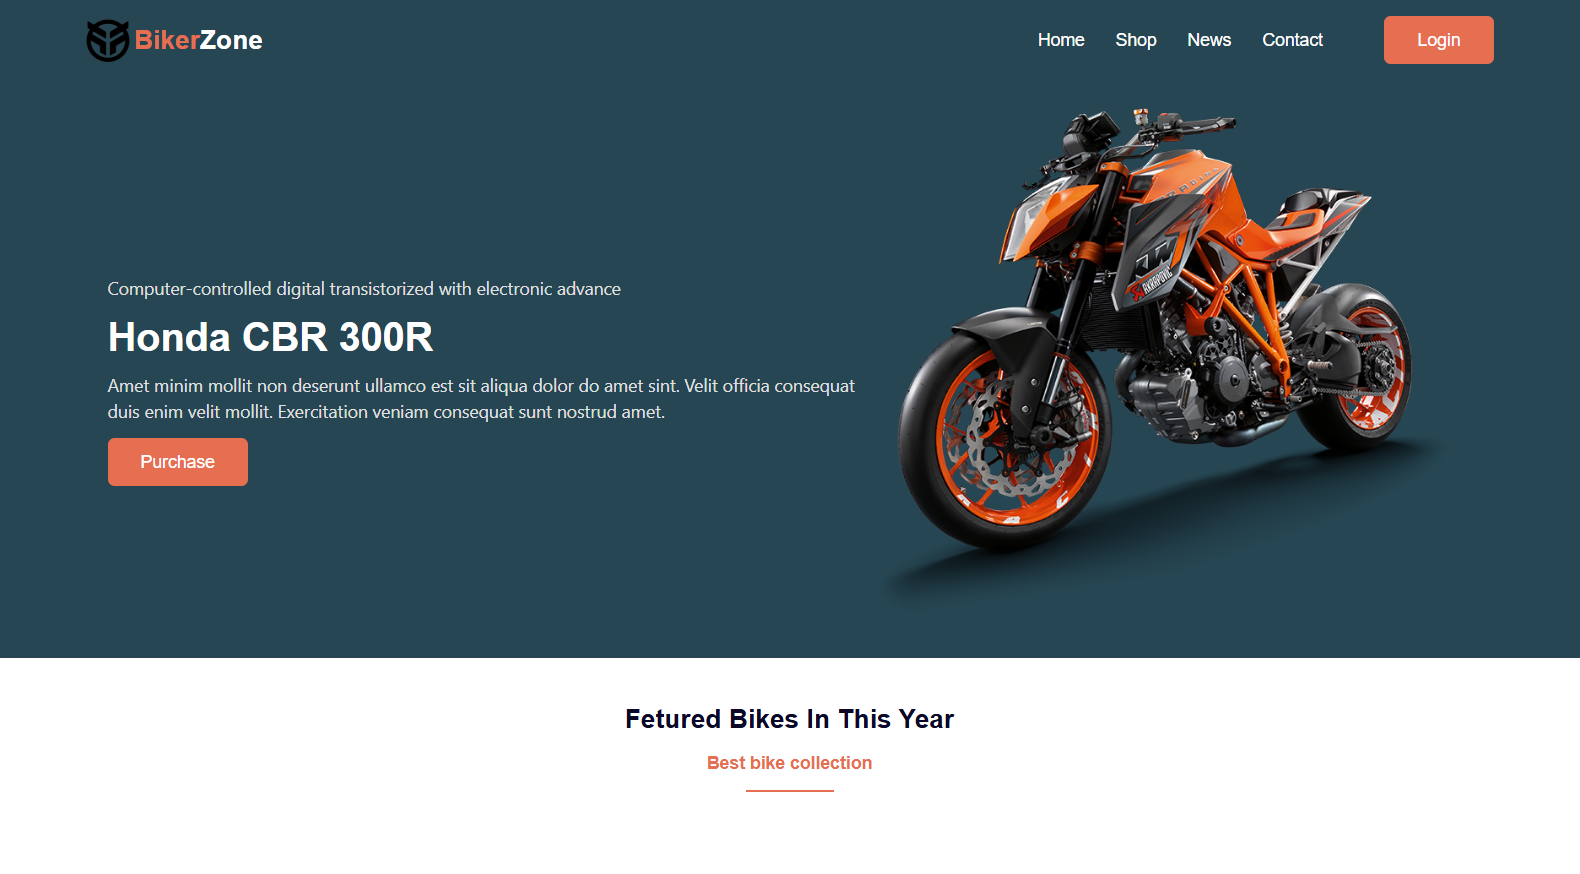 BikerZone
Home Shop News Contact Login
Computer-controlled digital transistorized with electronic advance
Honda CBR 300R
Amet minim mollit non deserunt ullamco est sit aliqua dolor do amet sint. Velit officia consequat
duis enim velit mollit. Exercitation veniam consequat sunt nostrud amet.
Purchase
AKRAPOVIC
Fetured Bikes In This Year
Best bike collection